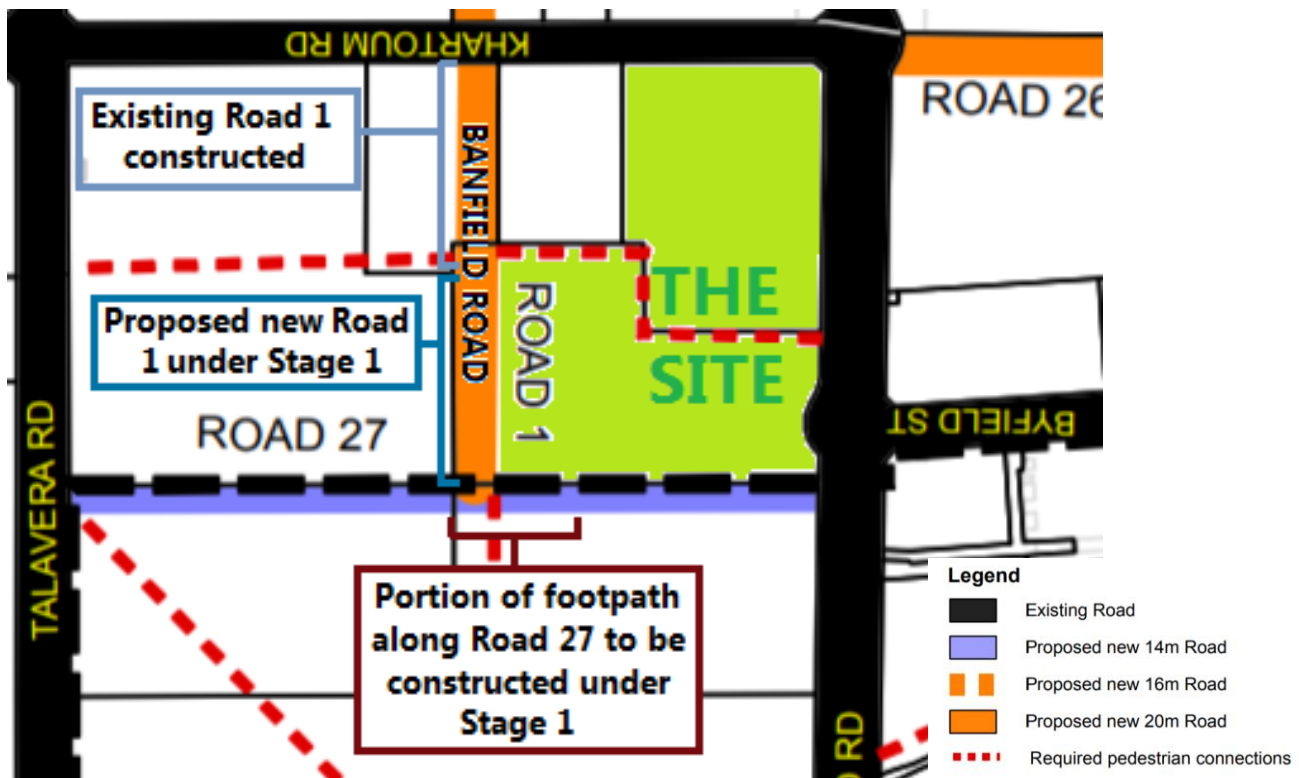 KHARTOUM RD
ROAD 26
Existing Road 1
constructed
BANFIELD ROAD
THE
SITE
ROAD 1
Proposed new Road
1 under Stage 1
ROAD 27
BYFIELD ST
TALAVERA RD
Portion of footpath
along Road 27 to be
constructed under
Stage 1
RD
Legend
Existing Road
Proposed new 14m Road
Proposed new 16m Road
Proposed new 20m Road
Required pedestrian connections